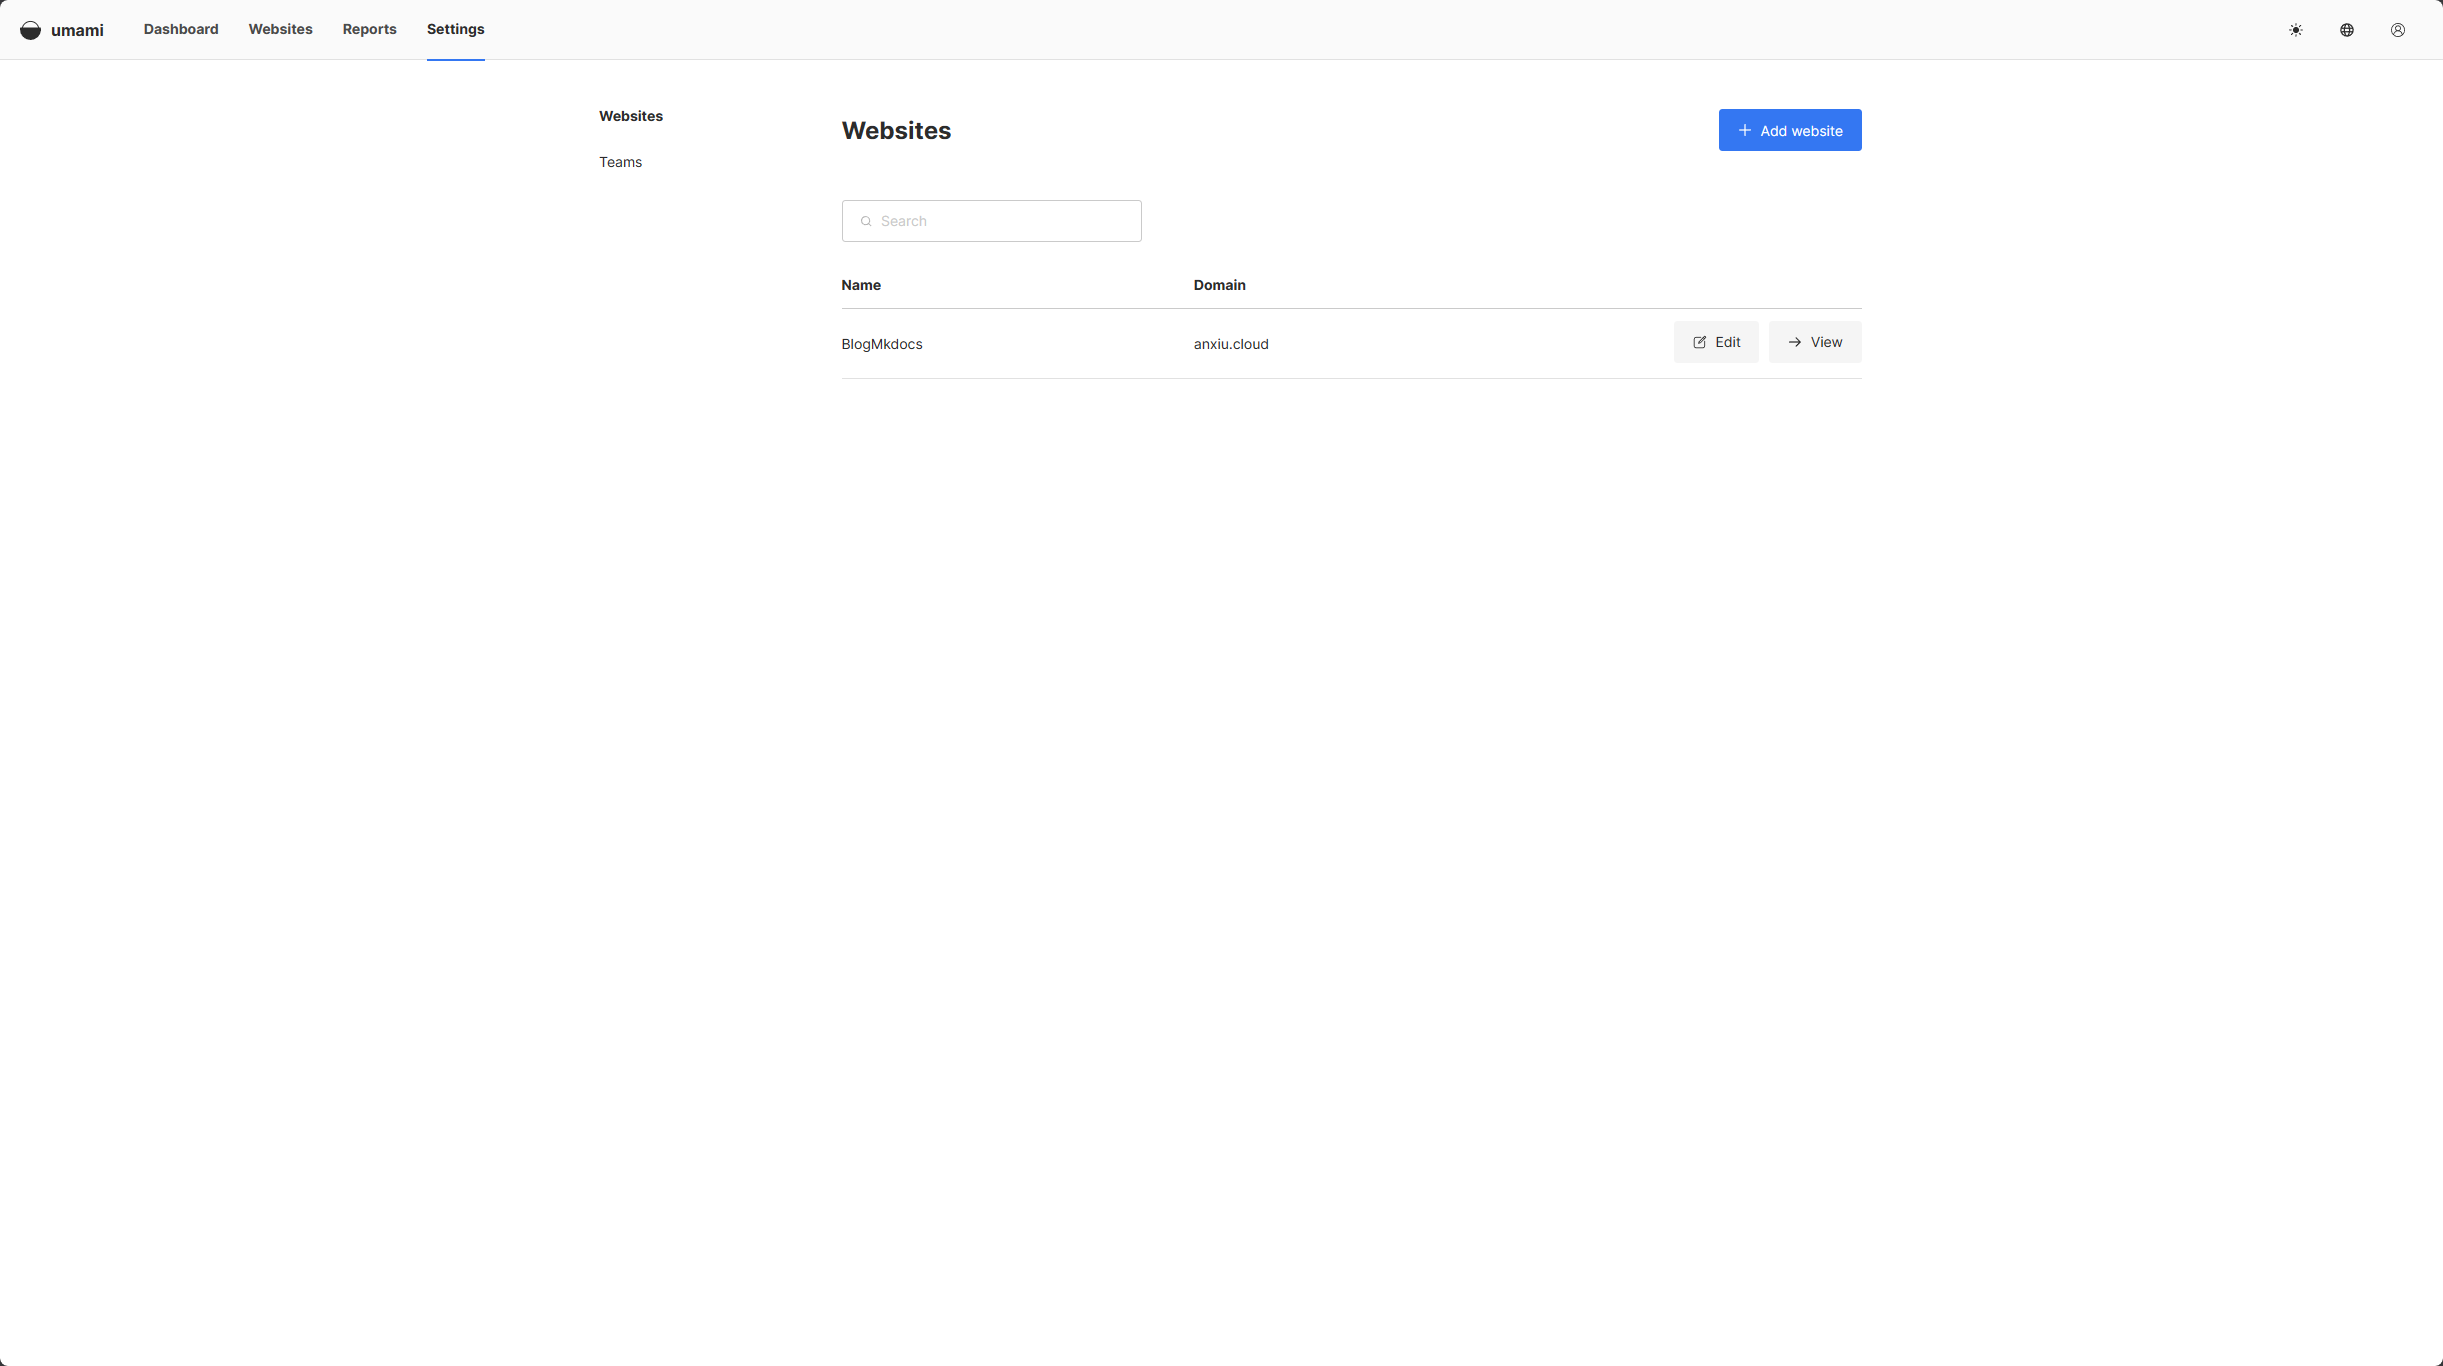 umami Dashboard Websites Reports Settings
Websites
Teams
Websites
Add website
Search
Name Domain
BlogMkdocs anxiu.cloud Edit View